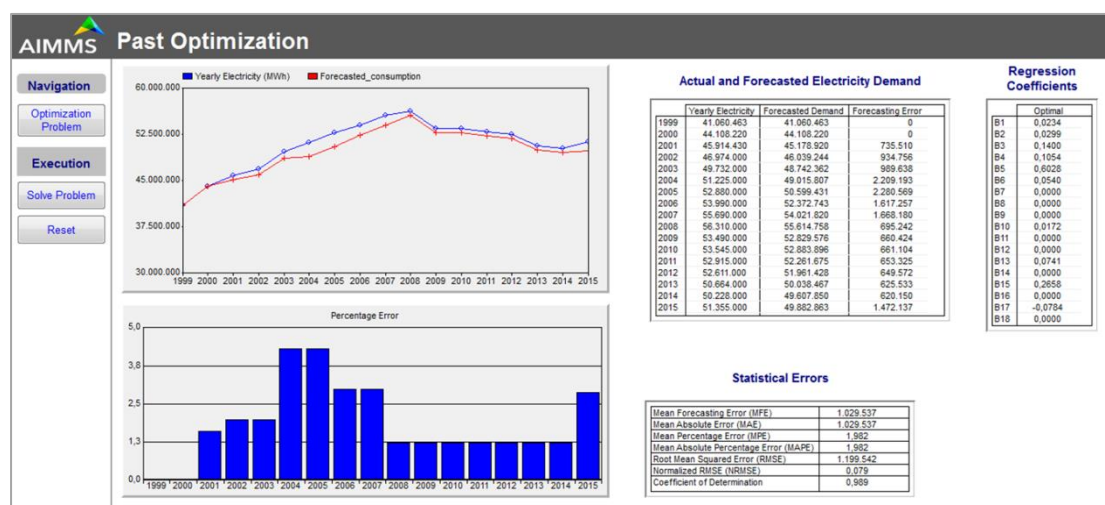 AIMMS Past Optimization
Navigation
Optimization
Problem
Execution
Solve Problem
Reset
Yearly Electricity (MWh) Forecasted_consumption
60.000.000
52.500.000
45.000.000
37.500.000
30.000.000
1999 2000 2001 2002 2003 2004 2005 2006 2007 2008 2009 2010 2011 2012 2013 2014 2015
Percentage Error
5,0
3,8
2,5
1,3
0,0
1999 2000 2001 2002 2003 2004 2005 2006 2007 2008 2009 2010 2011 2012 2013 2014 2015
Actual and Forecasted Electricity Demand
Yearly Electricity Forecasted Demand Forecasting Error
1999 41.060.463 41.060.463 0
2000 44.108.220 44.108.220 0
2001 45.914.430 45.178.920 735.510
2002 46.974.000 46.039.244 934.756
2003 49.732.000 48.742.362 989.638
2004 51.225.000 49.015.807 2.209.193
2005 52.880.000 50.599.431 2.280.569
2006 53.990.000 52.372.743 1.617.257
2007 55.690.000 54.021.820 1.668.180
2008 56.310.000 55.614.758 695.242
2009 53.490.000 52.829.576 660.424
2010 53.545.000 52.883.896 661.104
2011 52.915.000 52.261.675 653.325
2012 52.611.000 51.961.428 649.572
2013 50.664.000 50.038.467 625.533
2014 50.228.000 49.607.850 620.150
2015 51.355.000 49.882.863 1.472.137
Regression
Coefficients
Optimal
B1 0,0234
B2 0,0299
B3 0,1400
B4 0,1054
B5 0,6028
B6 0,0540
B7 0,0000
B8 0,0000
B9 0,0000
B10 0,0172
B11 0,0000
B12 0,0000
B13 0,0741
B14 0,0000
B15 0,2658
B16 0,0000
B17 -0,0784
B18 0,0000
Statistical Errors
Mean Forecasting Error (MFE) 1.029.537
Mean Absolute Error (MAE) 1.029.537
Mean Percentage Error (MPE) 1,982
Mean Absolute Percentage Error (MAPE) 1,982
Root Mean Squared Error (RMSE) 1.199.542
Normalized RMSE (NRMSE) 0,079
Coefficient of Determination 0,989